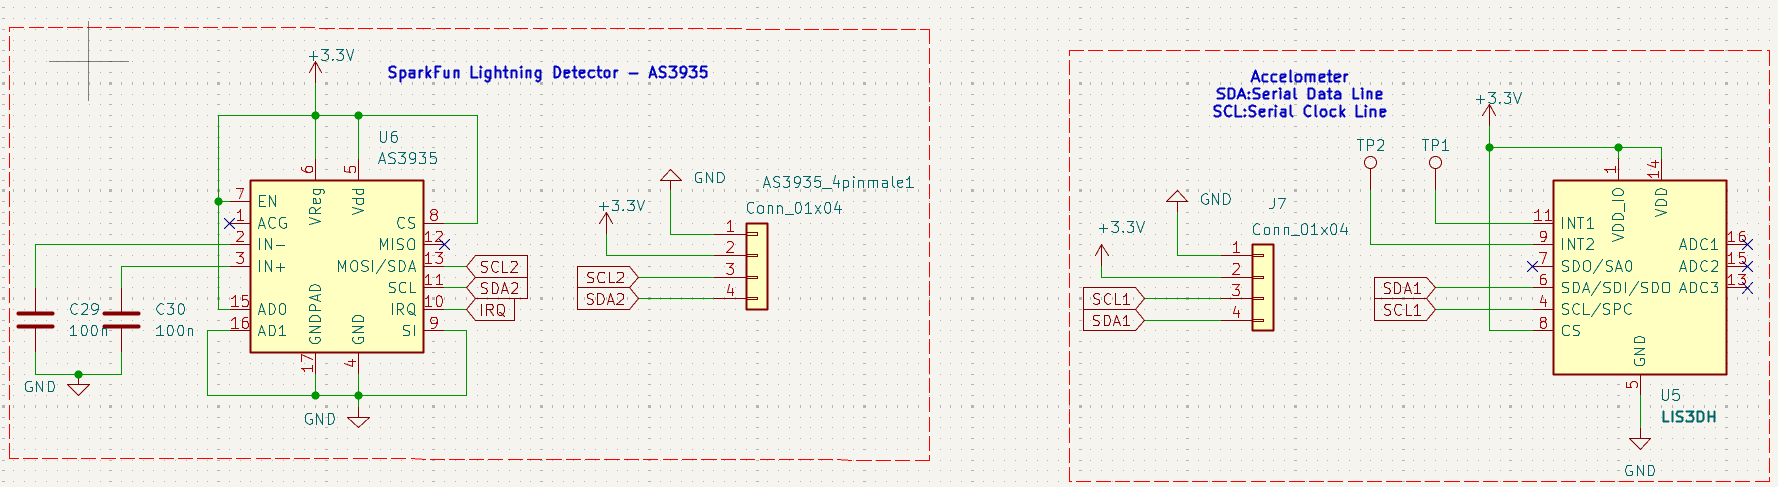 +3.3V
SparkFun Lightning Detector - AS3935
U6
AS3935
6
5
VReg
Vdd
7
EN
1
ACG
2
IN-
3
IN+
15
AD0
16
AD1
CS
8
MISO
12
MOSI/SDA
13
SCL2
SCL
11
SDA2
IRQ
10
IRQ
SI
9
GNDPAD
GND
17
4
C29
100n
C30
100n
GND
GND
GND
+3.3V
AS3935_4pinmale1
Conn_01x04
1
2
3
4
SCL2
SDA2
Accelometer
SDA:Serial Data Line
SCL:Serial Clock Line
GND
+3.3V
J7
Conn_01x04
1
2
3
4
SCL1
SDA1
TP2
TP1
+3.3V
1
14
VDD_IO
VDD
11
INT1
9
INT2
7
SDO/SA0
SDA1
6
SDA/SDI/SDO
SCL1
4
SCL/SPC
8
CS
ADC1
16
ADC2
15
ADC3
13
GND
5
U5
LIS3DH
GND